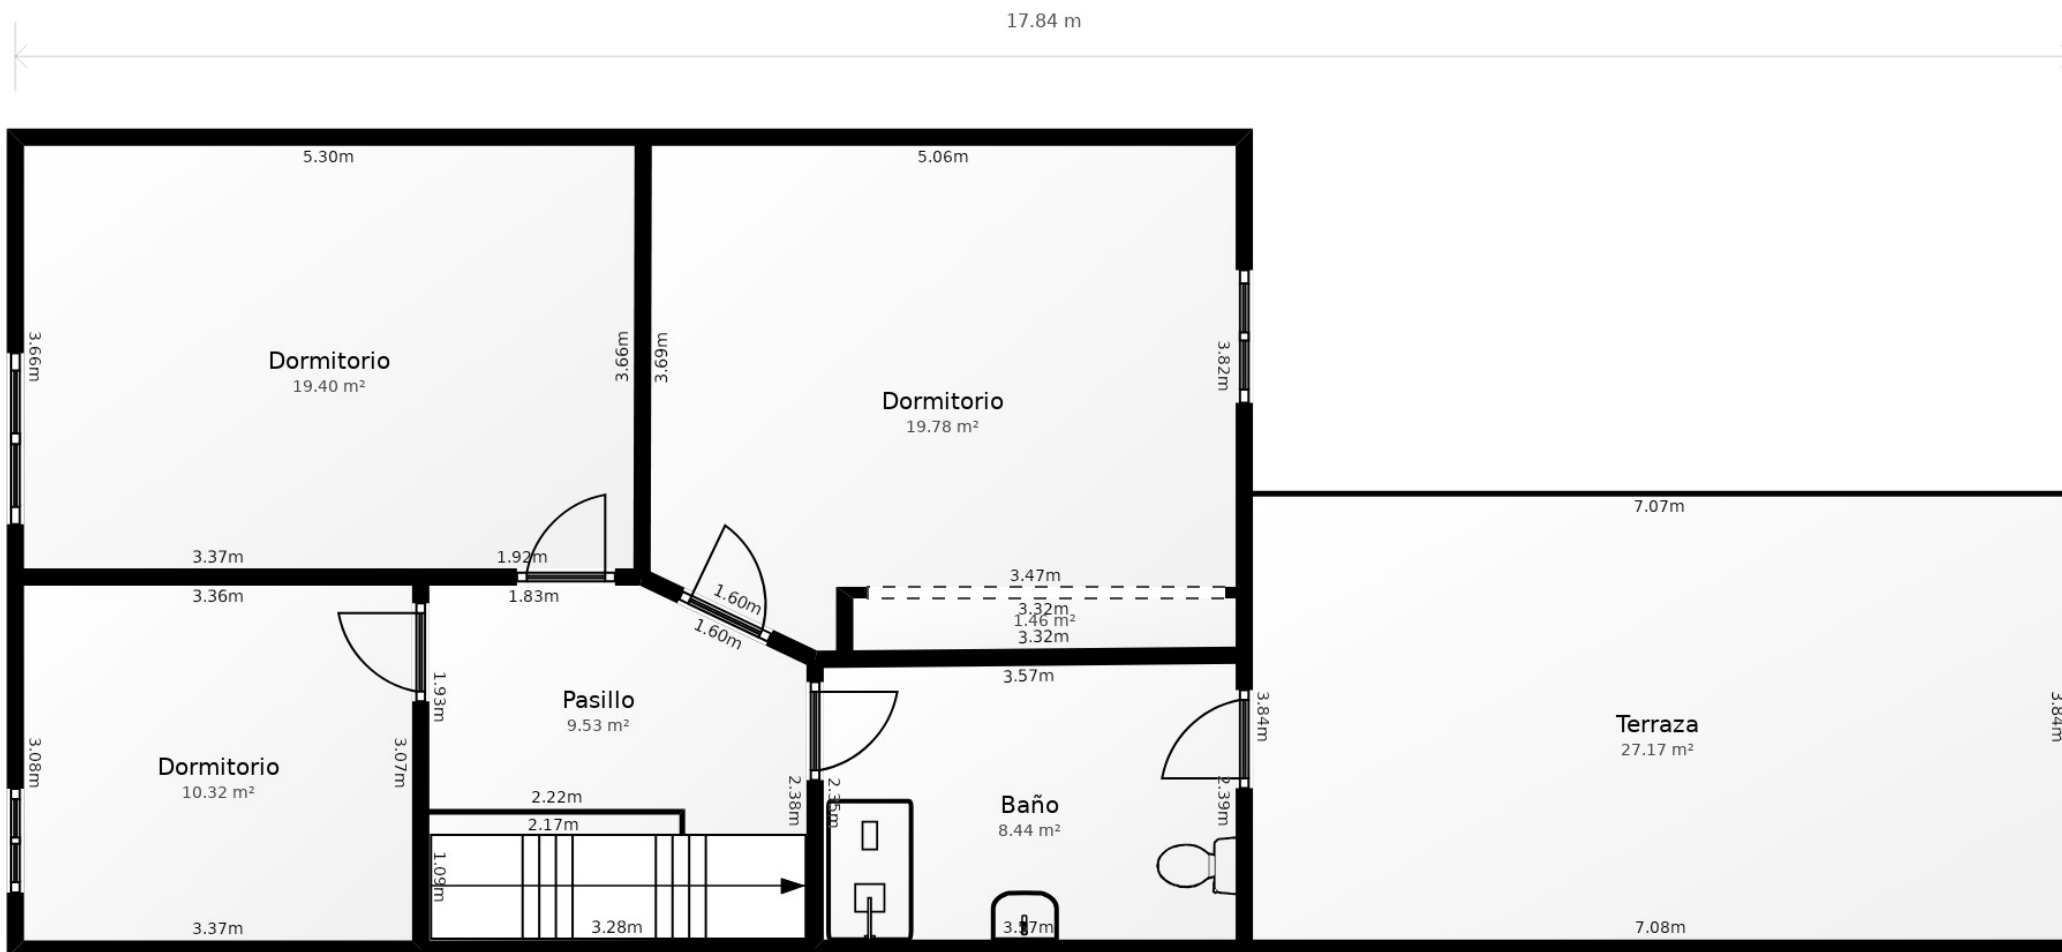 17.84 m
5.30m
5.06m
3.66m
3.66m
3.69m
3.82m
Dormitorio
19.40 m²
Dormitorio
19.78 m²
7.07m
3.37m
1.92m
3.36m
1.83m
1.60m
1.60m
3.47m
3.32m
1.46 m²
3.32m
3.57m
1.93m
Pasillo
9.53 m²
3.84m
3.84m
Terraza
27.17 m²
3.08m
Dormitorio
10.32 m²
3.07m
2.22m
2.17m
2.38m
2.35m
Baño
8.44 m²
2.39m
1.09m
3.37m
3.28m
3.57m
7.08m